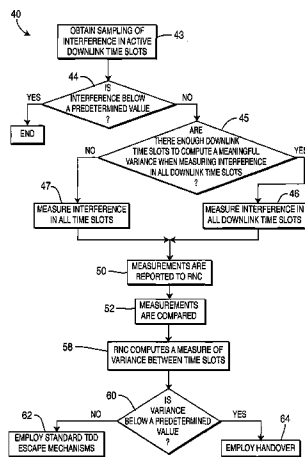 40
OBTAIN SAMPLING OF
INTERFERENCE IN ACTIVE
DOWNLINK TIME SLOTS
43
44
IS
INTERFERENCE BELOW
A PREDETERMINED VALUE
?
YES
NO
END
45
ARE
THERE ENOUGH DOWNLINK
TIME SLOTS TO COMPUTE A MEANINGFUL
VARIANCE WHEN MEASURING INTERFERENCE
IN ALL DOWNLINK TIME SLOTS
?
NO
YES
47
MEASURE INTERFERENCE
IN ALL TIME SLOTS
46
MEASURE INTERFERENCE IN
ALL DOWNLINK TIME SLOTS
50
MEASUREMENTS ARE
REPORTED TO RNC
52
MEASUREMENTS
ARE COMPARED
58
RNC COMPUTES A MEASURE OF
VARIANCE BETWEEN TIME SLOTS
60
IS
VARIANCE
BELOW A PREDETERMINED
VALUE
?
NO
YES
62
EMPLOY STANDARD TDD
ESCAPE MECHANISMS
64
EMPLOY HANDOVER